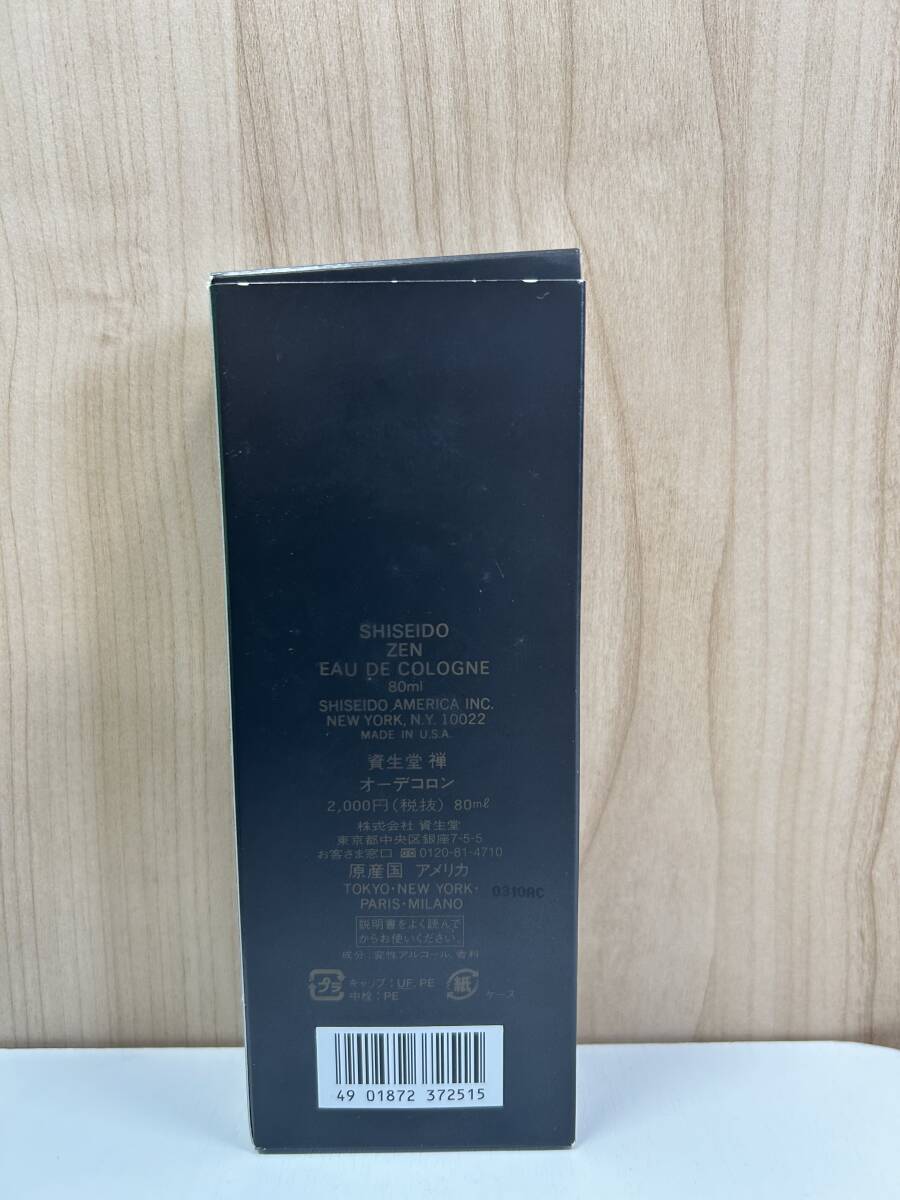 SHISEIDO
ZEN
EAU DE COLOGNE
80ml
SHISEIDO AMERICA INC.
NEW YORK, N.Y. 10022
MADE IN U.S.A.
資生堂 禅
オーデコロン
2,000円(税抜) 80mℓ
株式会社 資生堂
東京都中央区銀座7-5-5
お客さま窓口 0120-81-4710
原産国 アメリカ
TOKYO・NEW YORK・
PARIS・MILANO
0310AC
説明書をよく読んで
からお使いください。
成分:変性アルコール、香料
プラ キャップ:UF, PE
中栓:PE
紙 ケース
49 01872 372515